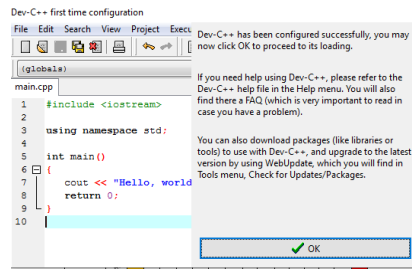 Dev-C++ first time configuration
File Edit Search View Project Execu
(globals)
main.cpp
1 #include <iostream>
2
3 using namespace std;
4
5 int main()
6 {
7 cout << "Hello, world
8 return 0;
9 }
10
Dev-C++ has been configured successfully, you may
now click OK to proceed to its loading.
If you need help using Dev-C++, please refer to the
Dev-C++ help file in the Help menu. You will also
find there a FAQ (which is very important to read in
case you have a problem).
You can also download packages (like libraries or
tools) to use with Dev-C++, and upgrade to the latest
version by using WebUpdate, which you will find in
Tools menu, Check for Updates/Packages.
OK